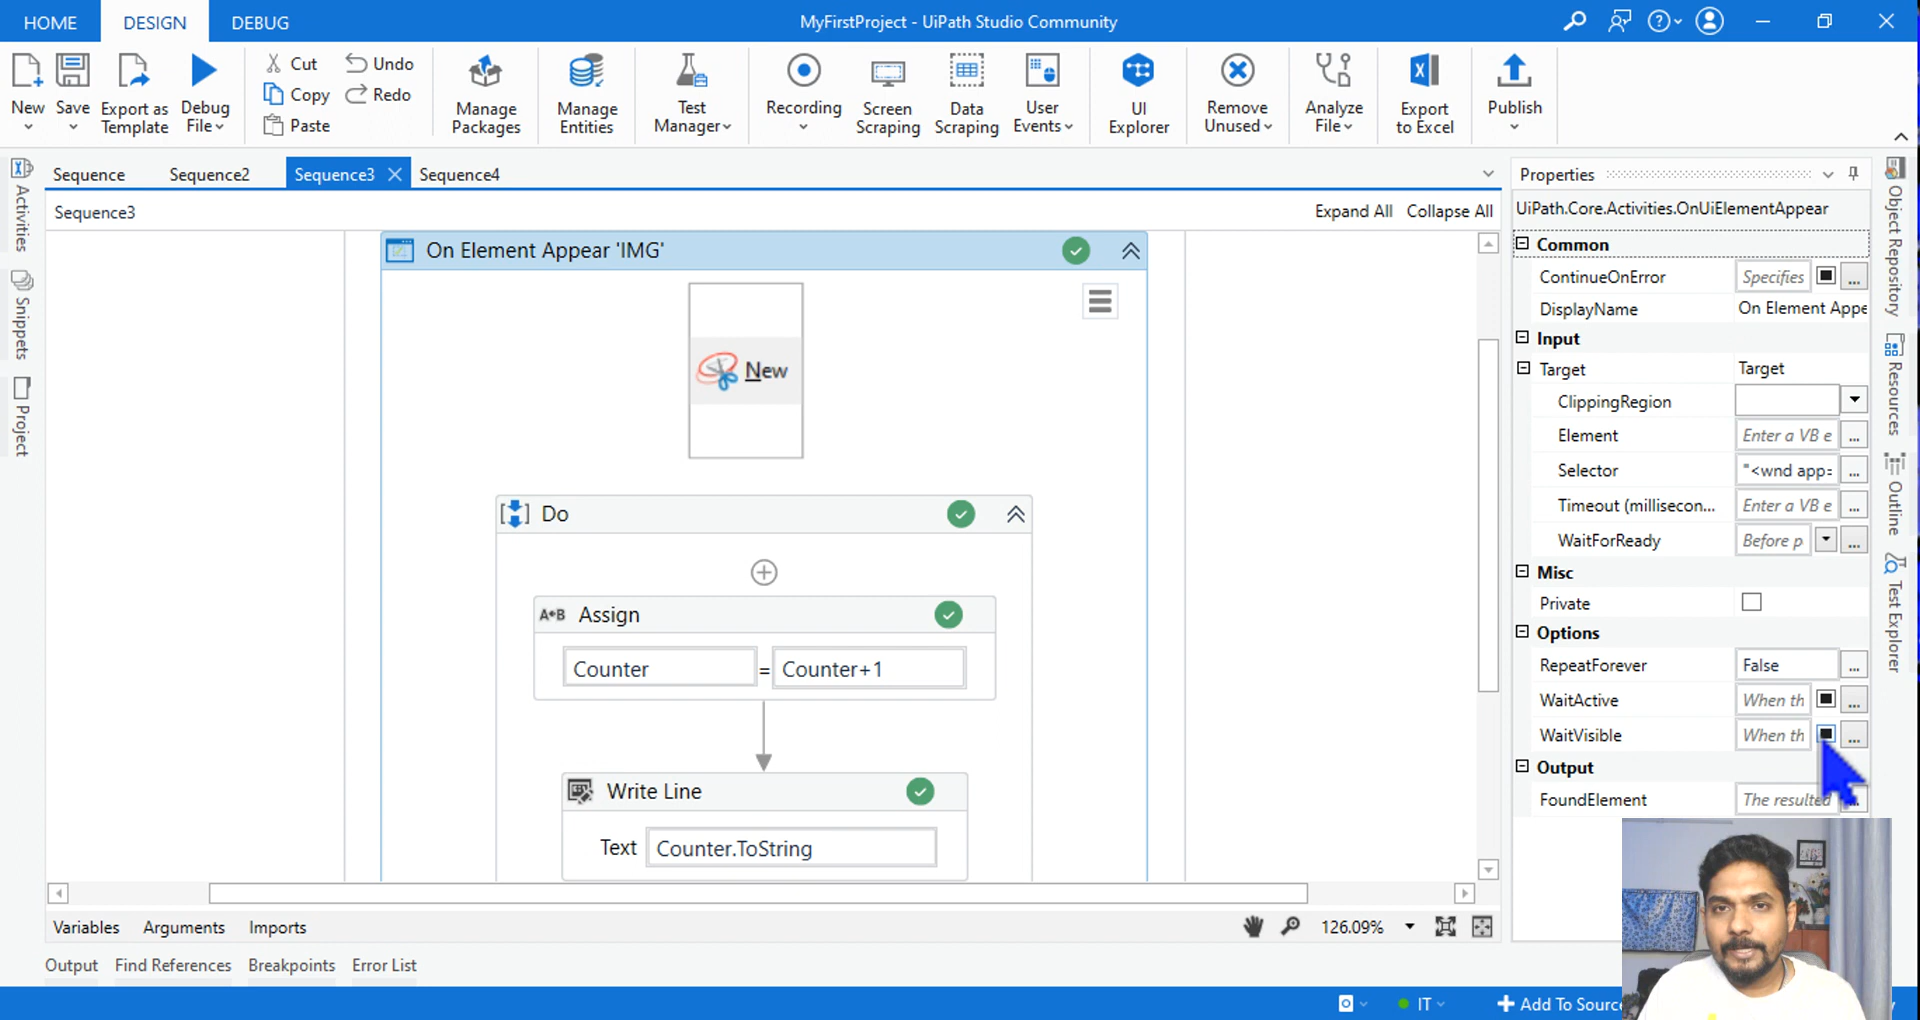 HOME DESIGN DEBUG MyFirstProject - UiPath Studio Community
New Save Export as Template Debug File Cut Copy Paste Undo Redo Manage Packages Manage Entities Test Manager Recording Screen Scraping Data Scraping User Events UI Explorer Remove Unused Analyze File Export to Excel Publish
Activities
Snippets
Project
Sequence Sequence2 Sequence3 Sequence4
Sequence3 Expand All Collapse All
On Element Appear 'IMG'
New
Do
A B Assign
Counter = Counter+1
Write Line
Text Counter.ToString
Variables Arguments Imports 126.09%
Output Find References Breakpoints Error List
IT Add To Source
Properties
UiPath.Core.Activities.OnUiElementAppear
Common
ContinueOnError Specifies ...
DisplayName On Element Appe
Input
Target Target
ClippingRegion
Element Enter a VB e ...
Selector "<wnd app: ...
Timeout (millisecon... Enter a VB e ...
WaitForReady Before p ...
Misc
Private
Options
RepeatForever False ...
WaitActive When th ...
WaitVisible When th ...
Output
FoundElement The resulted
Object Repository
Resources
Outline
Test Explorer